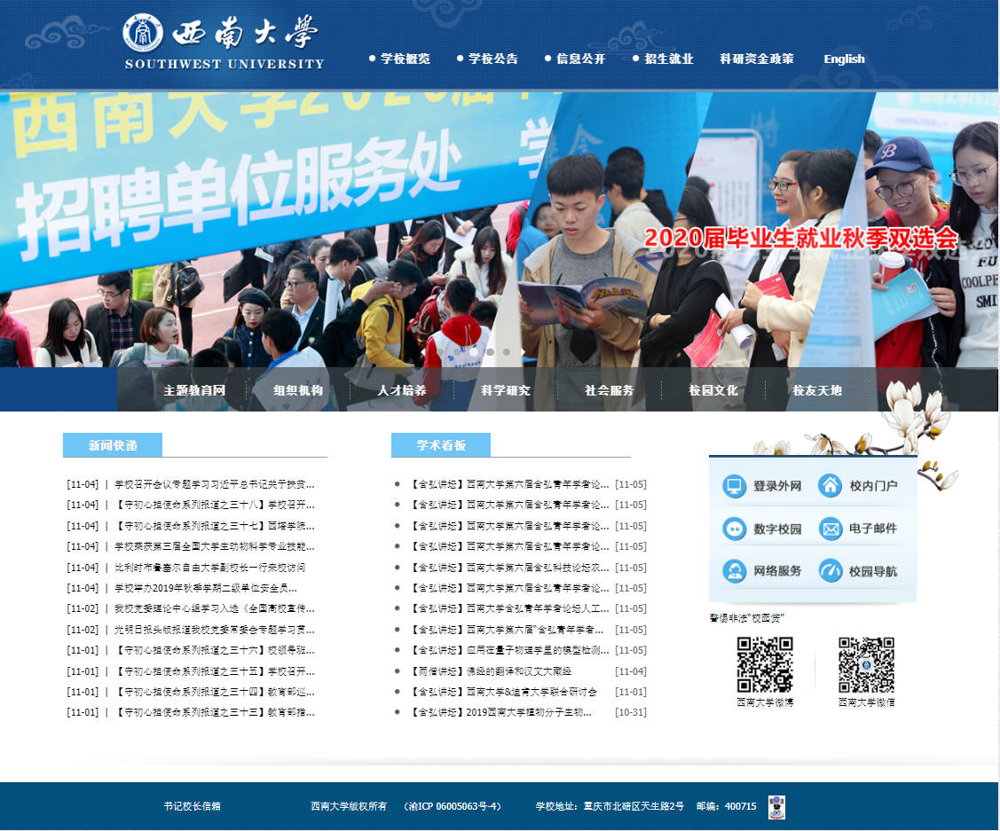 西南大學
SOUTHWEST UNIVERSITY
学校概览 学校公告 信息公开 招生就业 科研资金政策 English
西南大学2020届
招聘单位服务处
2020届毕业生就业秋季双选会
主题教育网 组织机构 人才培养 科学研究 社会服务 校园文化 校友天地
新闻快递
[11-04] | 学校召开会议专题学习习近平总书记关于扶贫...
[11-04] | 【守初心担使命系列报道之三十八】学校召开...
[11-04] | 【守初心担使命系列报道之三十七】西塔学院...
[11-04] | 学校荣获第三届全国大学生动物科学专业技能...
[11-04] | 比利时布鲁塞尔自由大学副校长一行来校访问
[11-04] | 学校举办2019年秋季学期二级单位安全员...
[11-02] | 我校党委理论中心组学习入选《全国高校宣传...
[11-02] | 光明日报头版报道我校党委常委会专题学习贯...
[11-01] | 【守初心担使命系列报道之三十六】校领导班...
[11-01] | 【守初心担使命系列报道之三十五】学校召开...
[11-01] | 【守初心担使命系列报道之三十四】教育部巡...
[11-01] | 【守初心担使命系列报道之三十三】教育部指...
学术看板
【含弘讲坛】西南大学第六届含弘青年学者论... [11-05]
【含弘讲坛】西南大学第六届含弘青年学者论... [11-05]
【含弘讲坛】西南大学第六届含弘青年学者论... [11-05]
【含弘讲坛】西南大学第六届含弘青年学者论... [11-05]
【含弘讲坛】西南大学第六届含弘科技论坛农... [11-05]
【含弘讲坛】西南大学第六届含弘青年学者论... [11-05]
【含弘讲坛】西南大学含弘青年学者论坛人工... [11-05]
【含弘讲坛】西南大学第六届“含弘青年学者... [11-05]
【含弘讲坛】应用在量子物理学里的模型检测... [11-05]
【雨僧讲坛】佛经的翻译和汉文大藏经 [11-04]
【含弘讲坛】西南大学&迪肯大学联合研讨会 [11-01]
【含弘讲坛】2019西南大学植物分子生物... [10-31]
登录外网 校内门户
数字校园 电子邮件
网络服务 校园导航
警惕非法“校园贷”
西南大学微博 西南大学微信
书记校长信箱 西南大学版权所有 （渝ICP 06005063号-4） 学校地址：重庆市北碚区天生路2号 邮编：400715